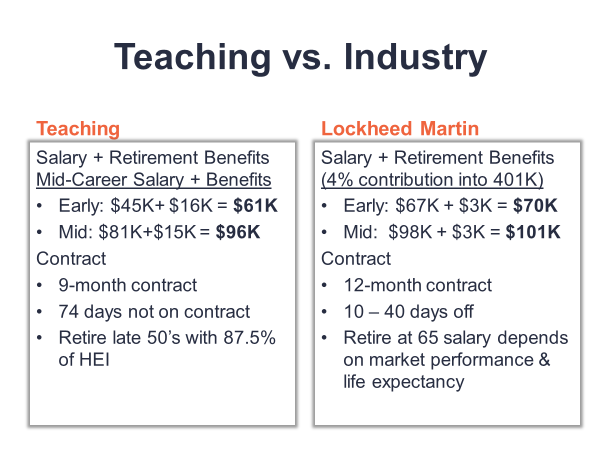 Teaching vs. Industry
Teaching
Salary + Retirement Benefits
Mid-Career Salary + Benefits
• Early: $45K+ $16K = $61K
• Mid: $81K+$15K = $96K
Contract
• 9-month contract
• 74 days not on contract
• Retire late 50's with 87.5%
of HEI
Lockheed Martin
Salary + Retirement Benefits
(4% contribution into 401K)
• Early: $67K + $3K = $70K
• Mid: $98K + $3K = $101K
Contract
• 12-month contract
• 10 – 40 days off
• Retire at 65 salary depends
on market performance &
life expectancy